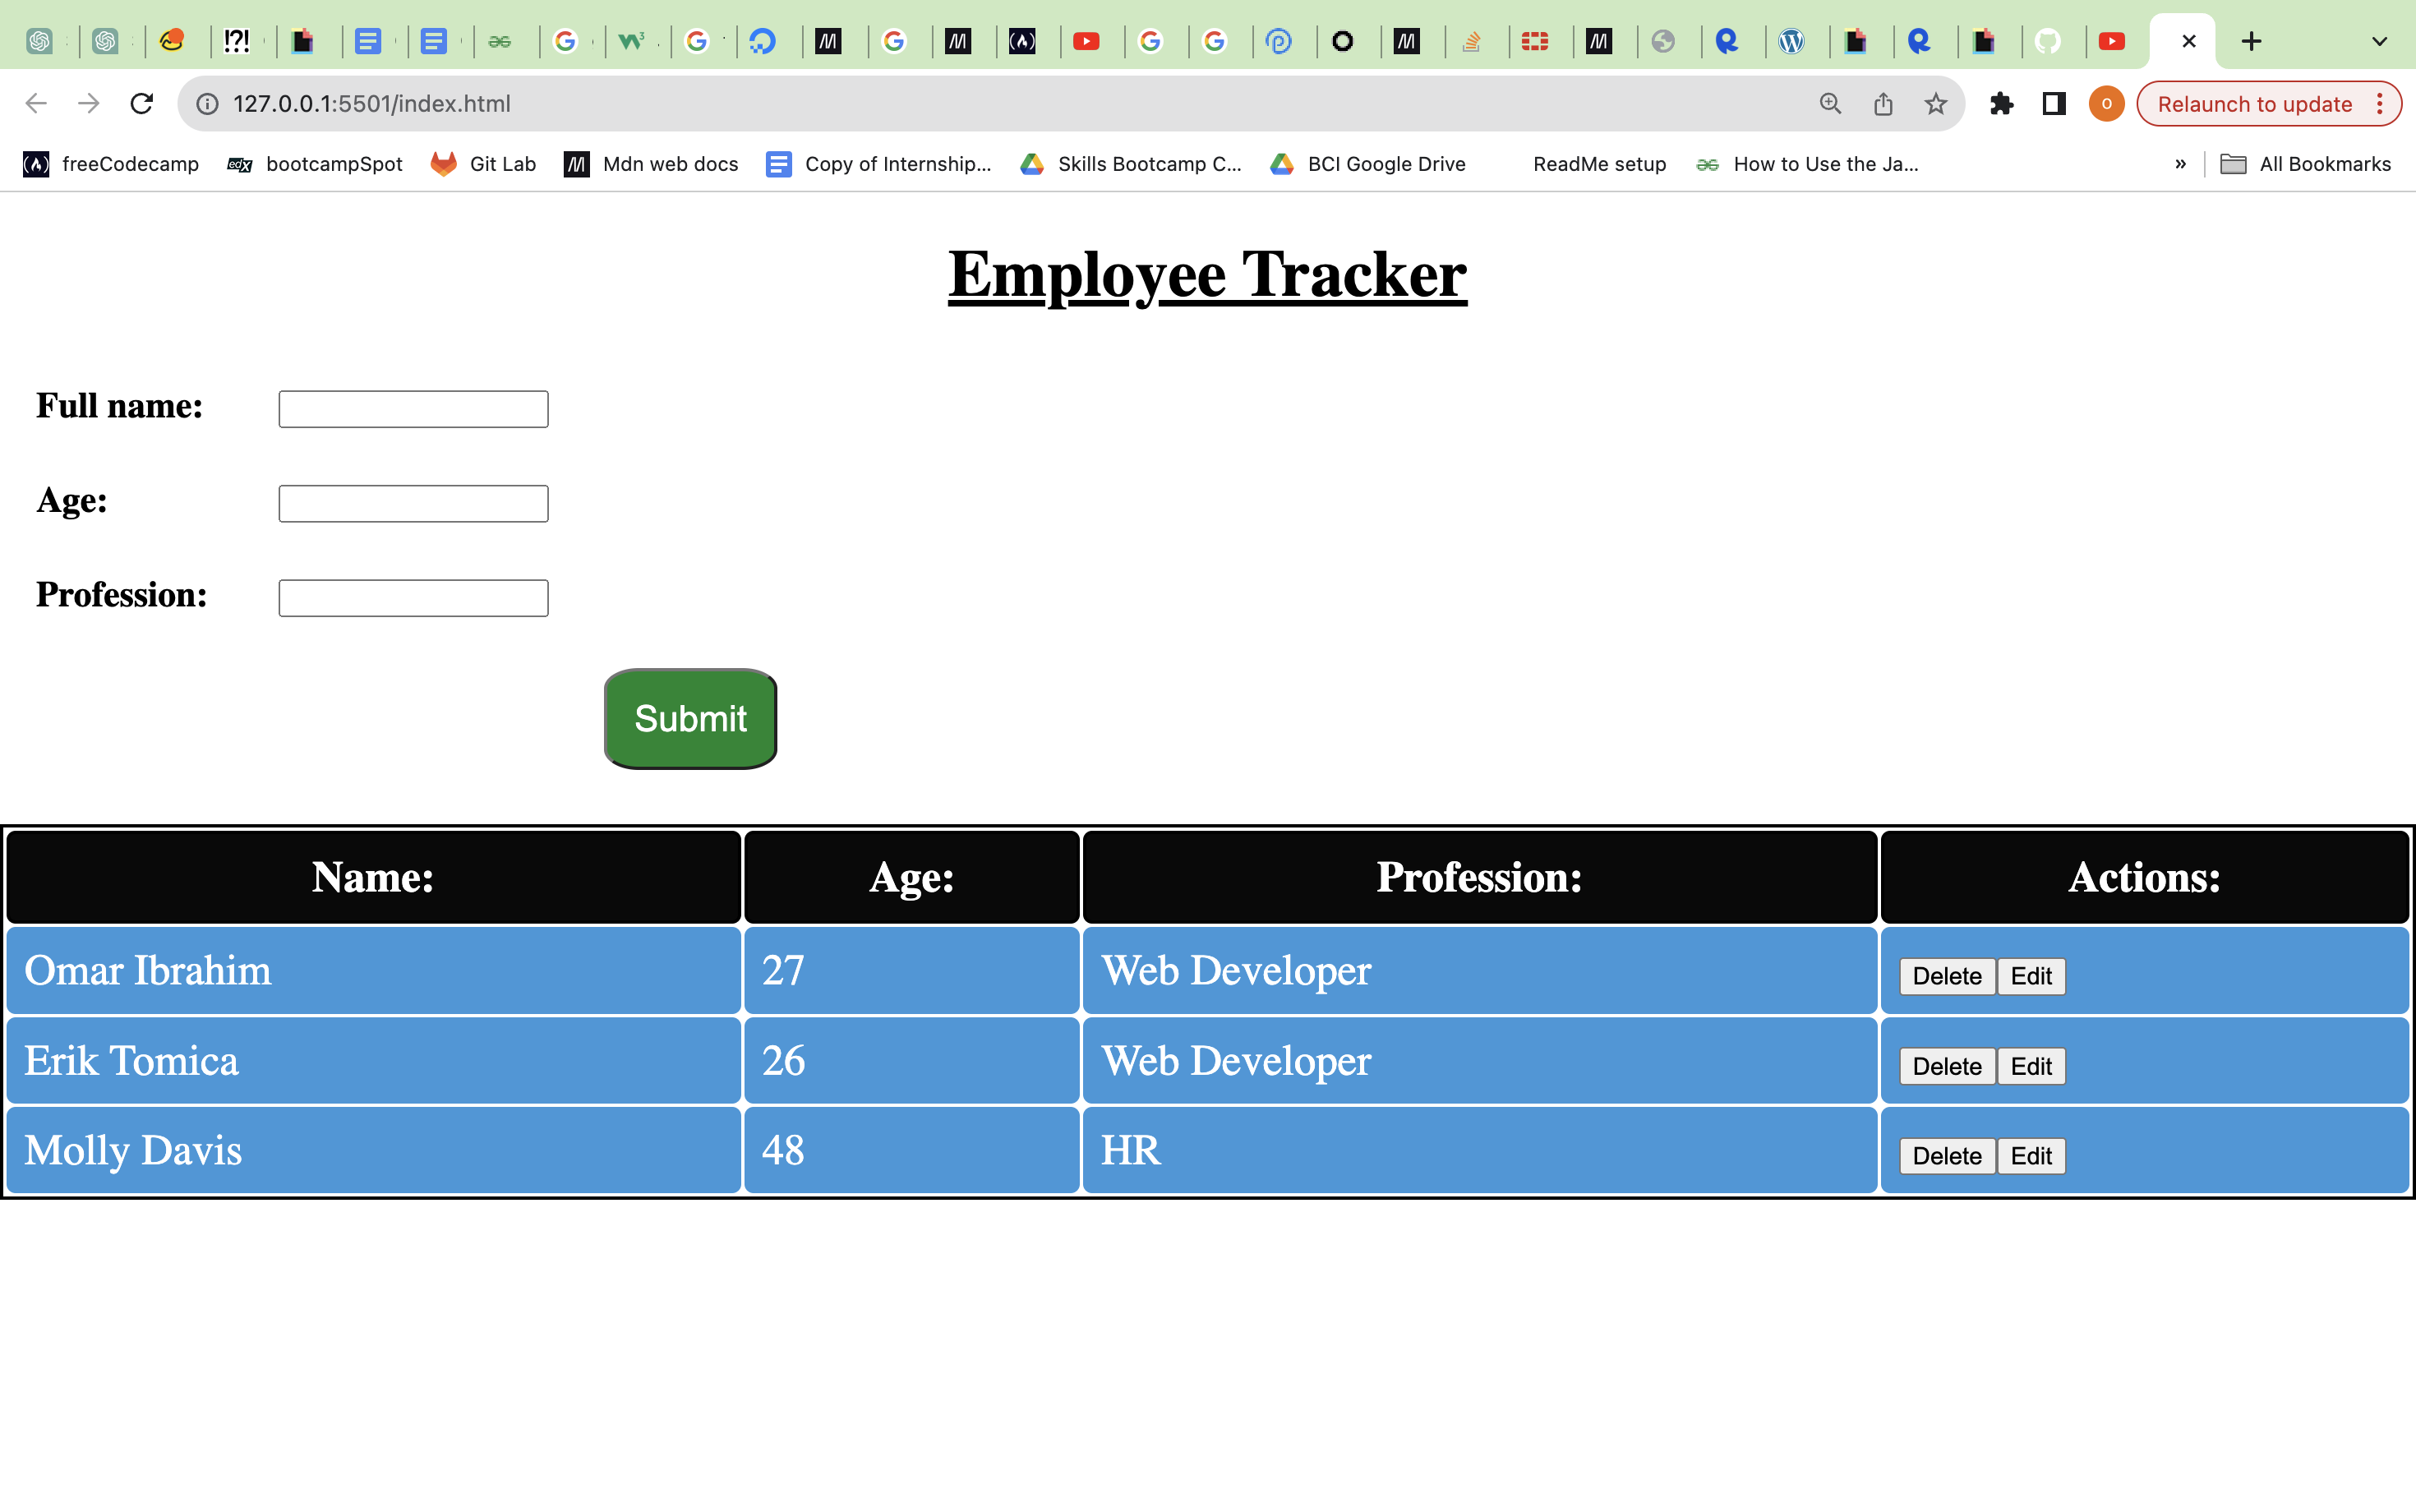 127.0.0.1:5501/index.html
Relaunch to update
freeCodecamp bootcampSpot Git Lab Mdn web docs Copy of Internship... Skills Bootcamp C... BCI Google Drive ReadMe setup How to Use the Ja... » All Bookmarks
Employee Tracker
Full name:
Age:
Profession:
Submit
Name: Age: Profession: Actions:
Omar Ibrahim 27 Web Developer Delete Edit
Erik Tomica 26 Web Developer Delete Edit
Molly Davis 48 HR Delete Edit